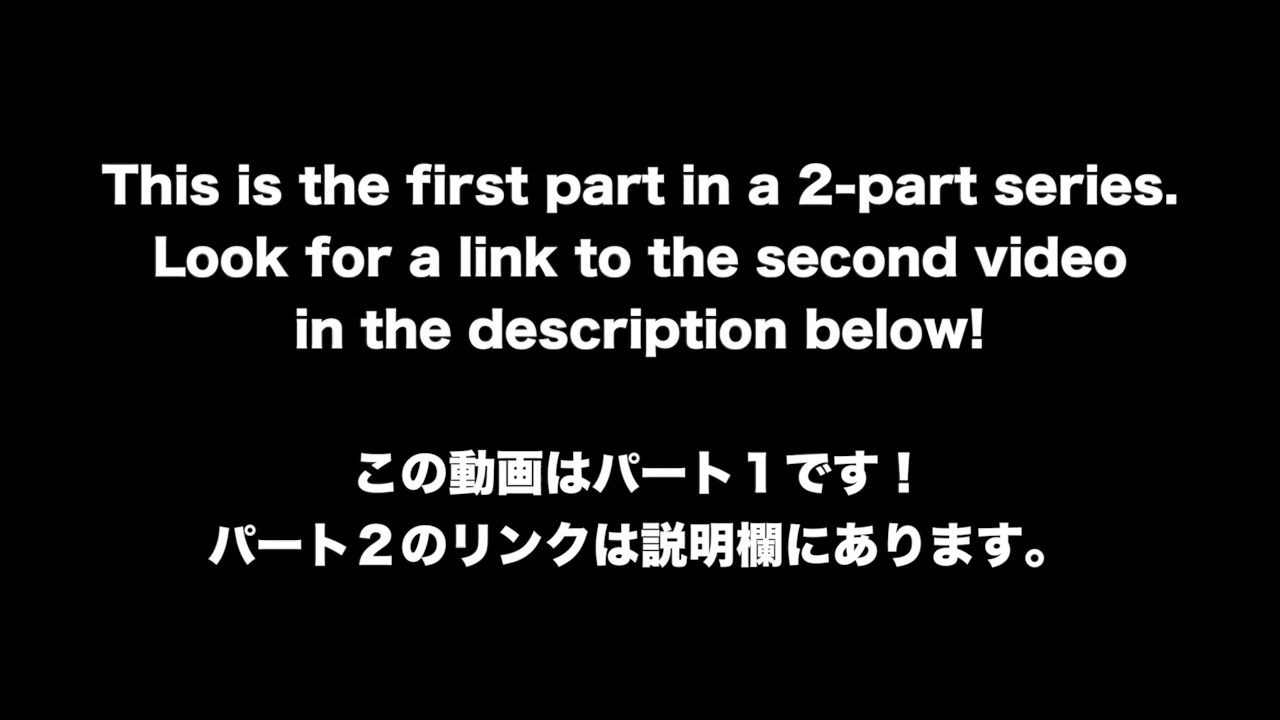 This is the first part in a 2-part series.
Look for a link to the second video
in the description below!
この動画はパート１です！
パート２のリンクは説明欄にあります。